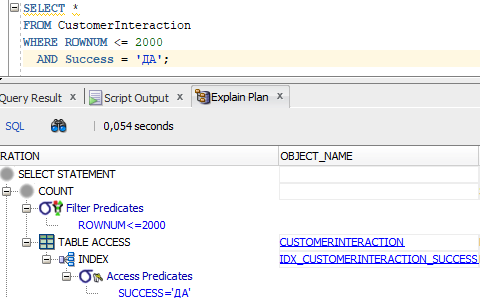 SELECT *
FROM CustomerInteraction
WHERE ROWNUM <= 2000
AND Success = 'ДА';
Query Result x Script Output x Explain Plan x
SQL 0,054 seconds
RATION OBJECT_NAME
SELECT STATEMENT
COUNT
Filter Predicates
ROWNUM<=2000
TABLE ACCESS CUSTOMERINTERACTION
INDEX IDX_CUSTOMERINTERACTION_SUCCESS
Access Predicates
SUCCESS='ДА'